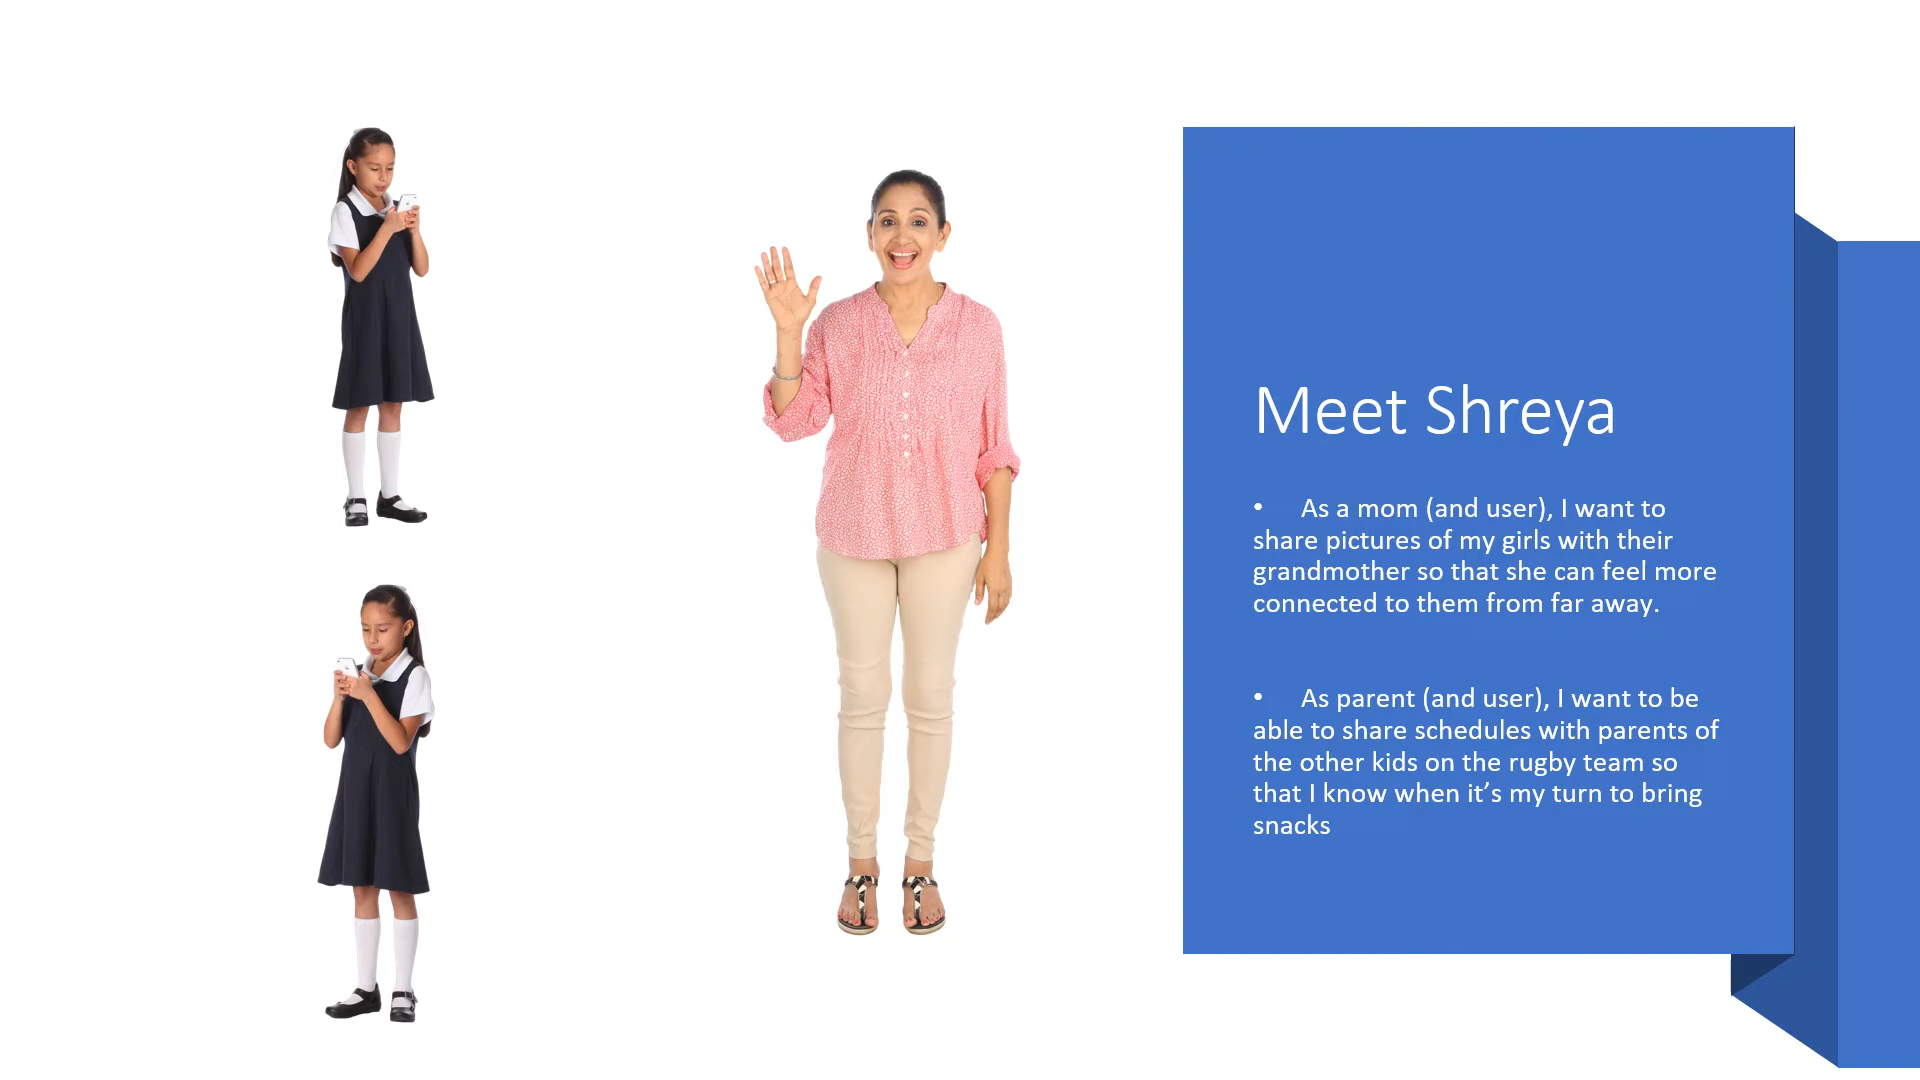 Meet Shreya
• As a mom (and user), I want to
share pictures of my girls with their
grandmother so that she can feel more
connected to them from far away.
• As parent (and user), I want to be
able to share schedules with parents of
the other kids on the rugby team so
that I know when it’s my turn to bring
snacks